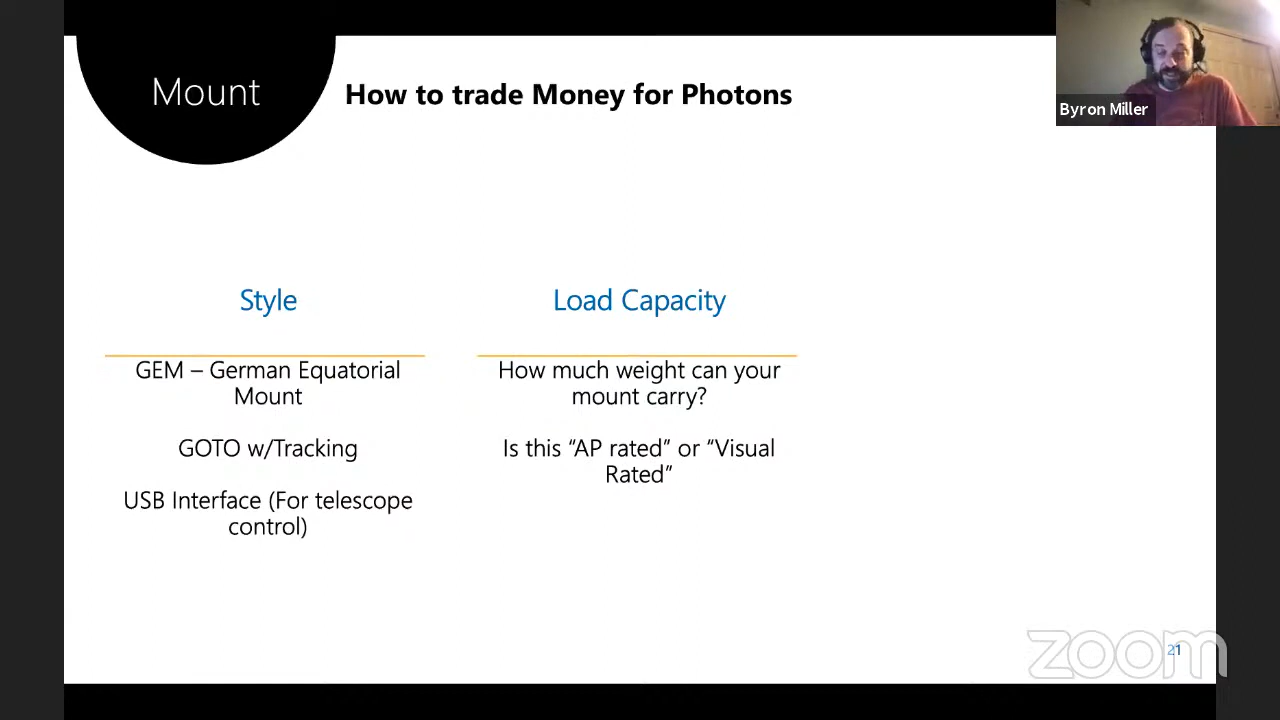 Mount
How to trade Money for Photons
Byron Miller
Style
GEM – German Equatorial
Mount
GOTO w/Tracking
USB Interface (For telescope
control)
Load Capacity
How much weight can your
mount carry?
Is this “AP rated” or “Visual
Rated”
zoom
21